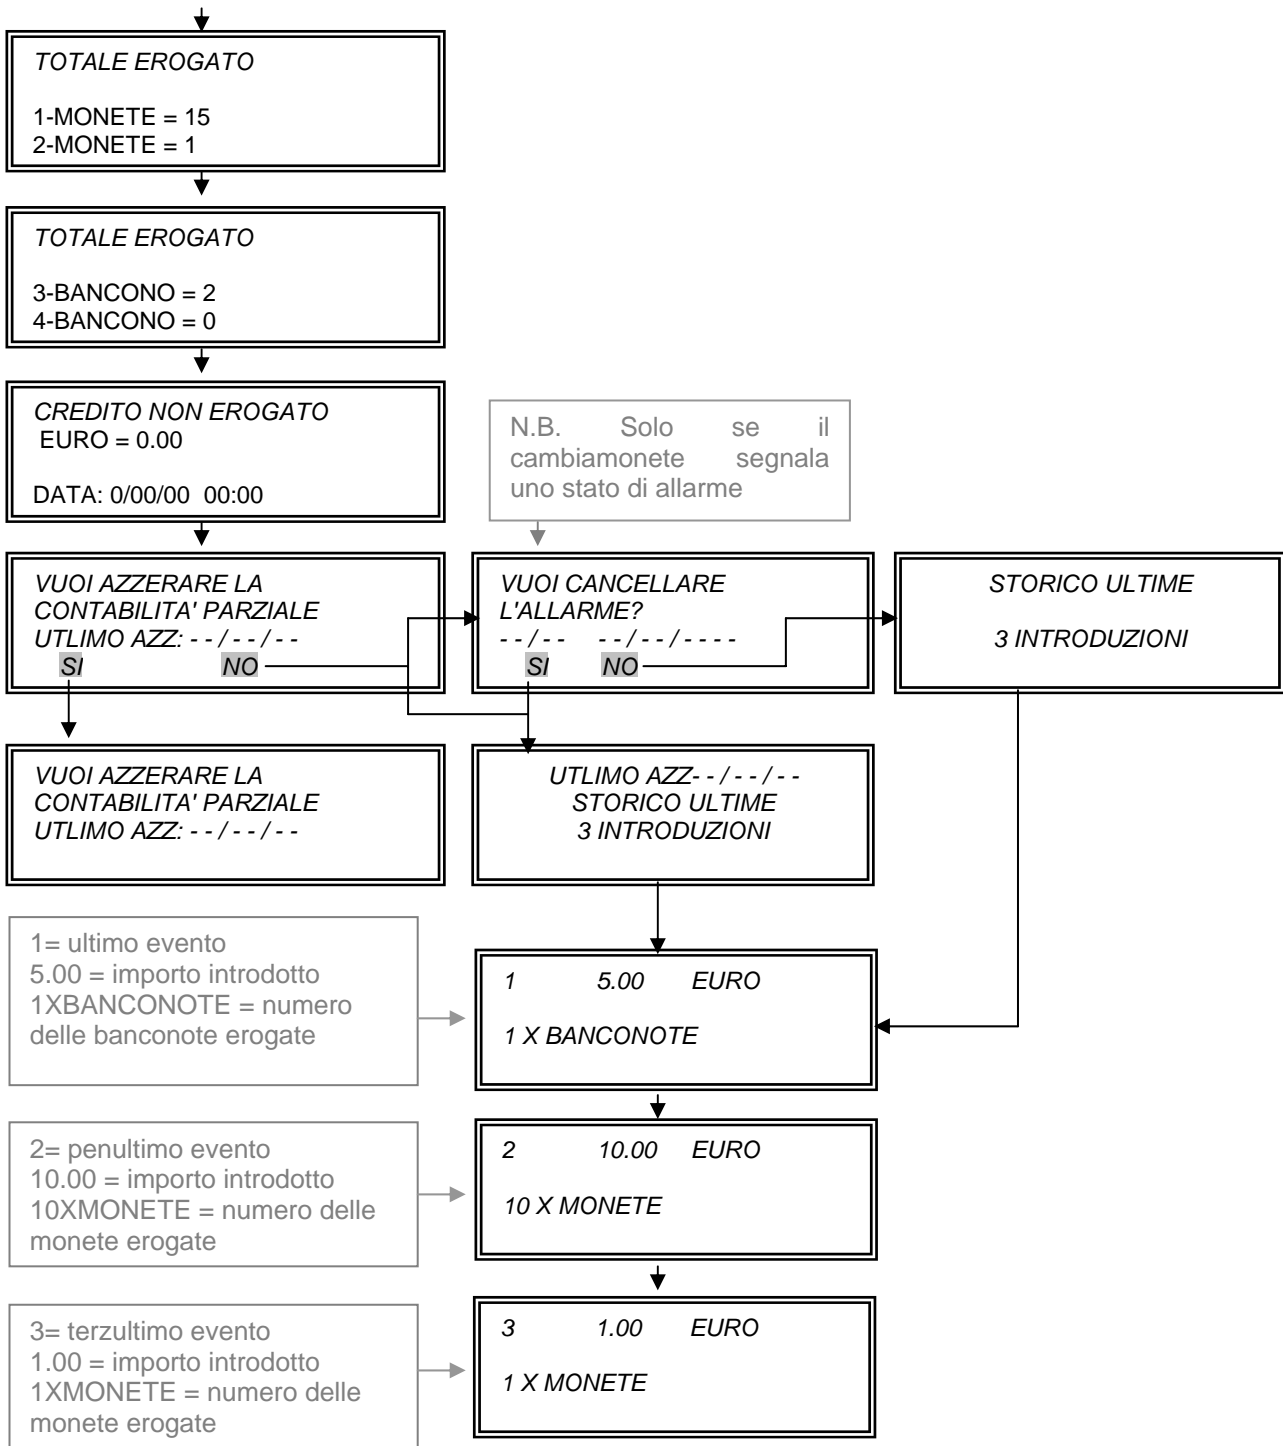 TOTALE EROGATO
1-MONETE = 15
2-MONETE = 1
TOTALE EROGATO
3-BANCONO = 2
4-BANCONO = 0
CREDITO NON EROGATO
EURO = 0.00
DATA: 0/00/00 00:00
N.B. Solo se il
cambiamonete segnala
uno stato di allarme
VUOI AZZERARE LA
CONTABILITA' PARZIALE
UTLIMO AZZ: - - / - - / - -
SI NO
VUOI CANCELLARE
L'ALLARME?
- - / - - - - / - - / - - - -
SI NO
STORICO ULTIME
3 INTRODUZIONI
VUOI AZZERARE LA
CONTABILITA' PARZIALE
UTLIMO AZZ: - - / - - / - -
UTLIMO AZZ- - / - - / - -
STORICO ULTIME
3 INTRODUZIONI
1= ultimo evento
5.00 = importo introdotto
1XBANCONOTE = numero
delle banconote erogate
1 5.00 EURO
1 X BANCONOTE
2= penultimo evento
10.00 = importo introdotto
10XMONETE = numero delle
monete erogate
2 10.00 EURO
10 X MONETE
3= terzultimo evento
1.00 = importo introdotto
1XMONETE = numero delle
monete erogate
3 1.00 EURO
1 X MONETE